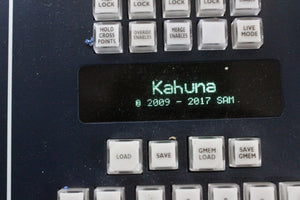 LOCK LOCK LOCK LOCK
HOLD CROSS POINTS
OVERIDE ENABLES
MERGE ENABLES
LIVE MODE
Kahuna
© 2009 - 2017 SAM
LOAD
SAVE
GMEM LOAD
SAVE GMEM